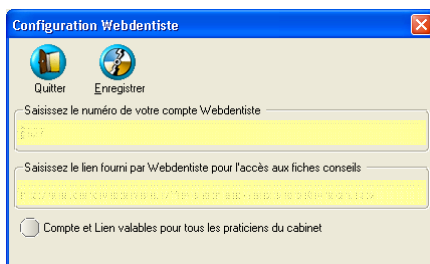 Configuration Webdentiste
Quitter Enregistrer
Saisissez le numéro de votre compte Webdentiste
Saisissez le lien fourni par Webdentiste pour l'accès aux fiches conseils
Compte et Lien valables pour tous les praticiens du cabinet